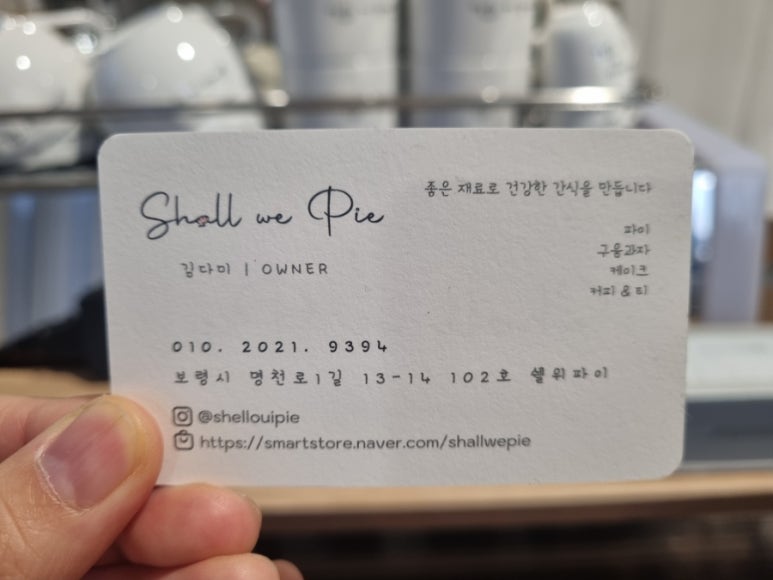 Shall we Pie
김다미 | OWNER
좋은 재료로 건강한 간식을 만듭니다
파이
구움과자
케이크
커피 & 티
010. 2021. 9394
보령시 명천로1길 13-14 102호 쉘위파이
@shellouipie
https://smartstore.naver.com/shallwepie